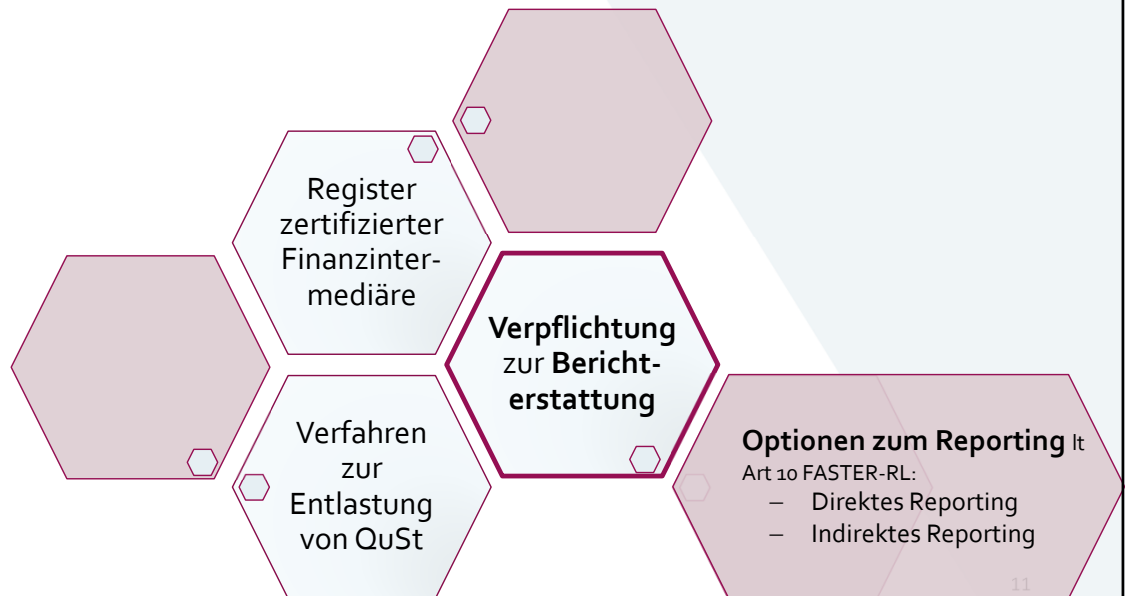 Register
zertifizierter
Finanzinter-
mediäre
Verpflichtung
zur Bericht-
erstattung
Verfahren
zur
Entlastung
von QuSt
Optionen zum Reporting lt
Art 10 FASTER-RL:
– Direktes Reporting
– Indirektes Reporting
11